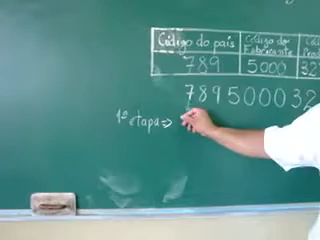 Código do país Código do Fabricante
789 5000 32
789500032
1ª etapa ⇒